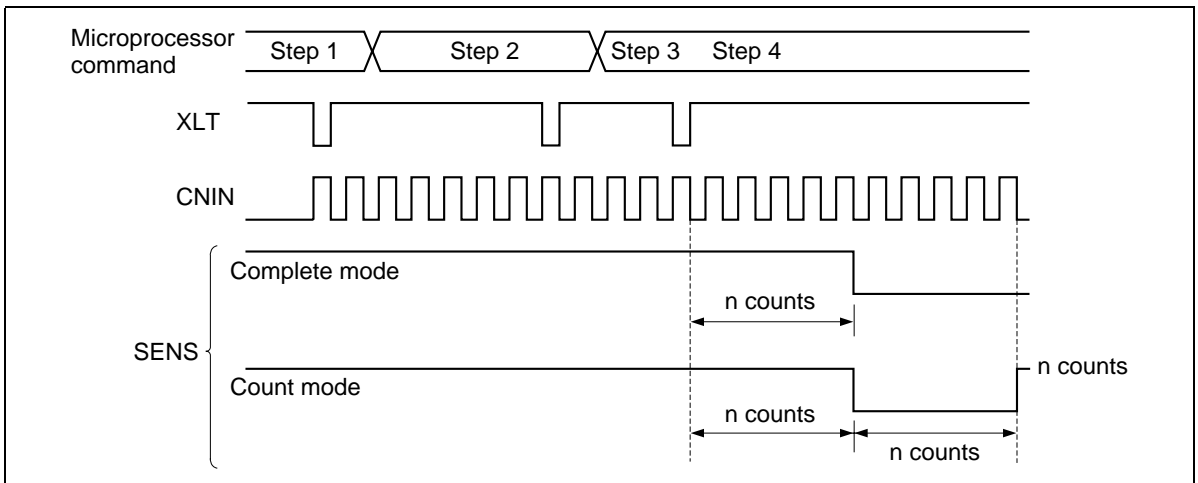 Microprocessor
command
Step 1
Step 2
Step 3
Step 4
XLT
CNIN
SENS
Complete mode
n counts
Count mode
n counts
n counts
n counts